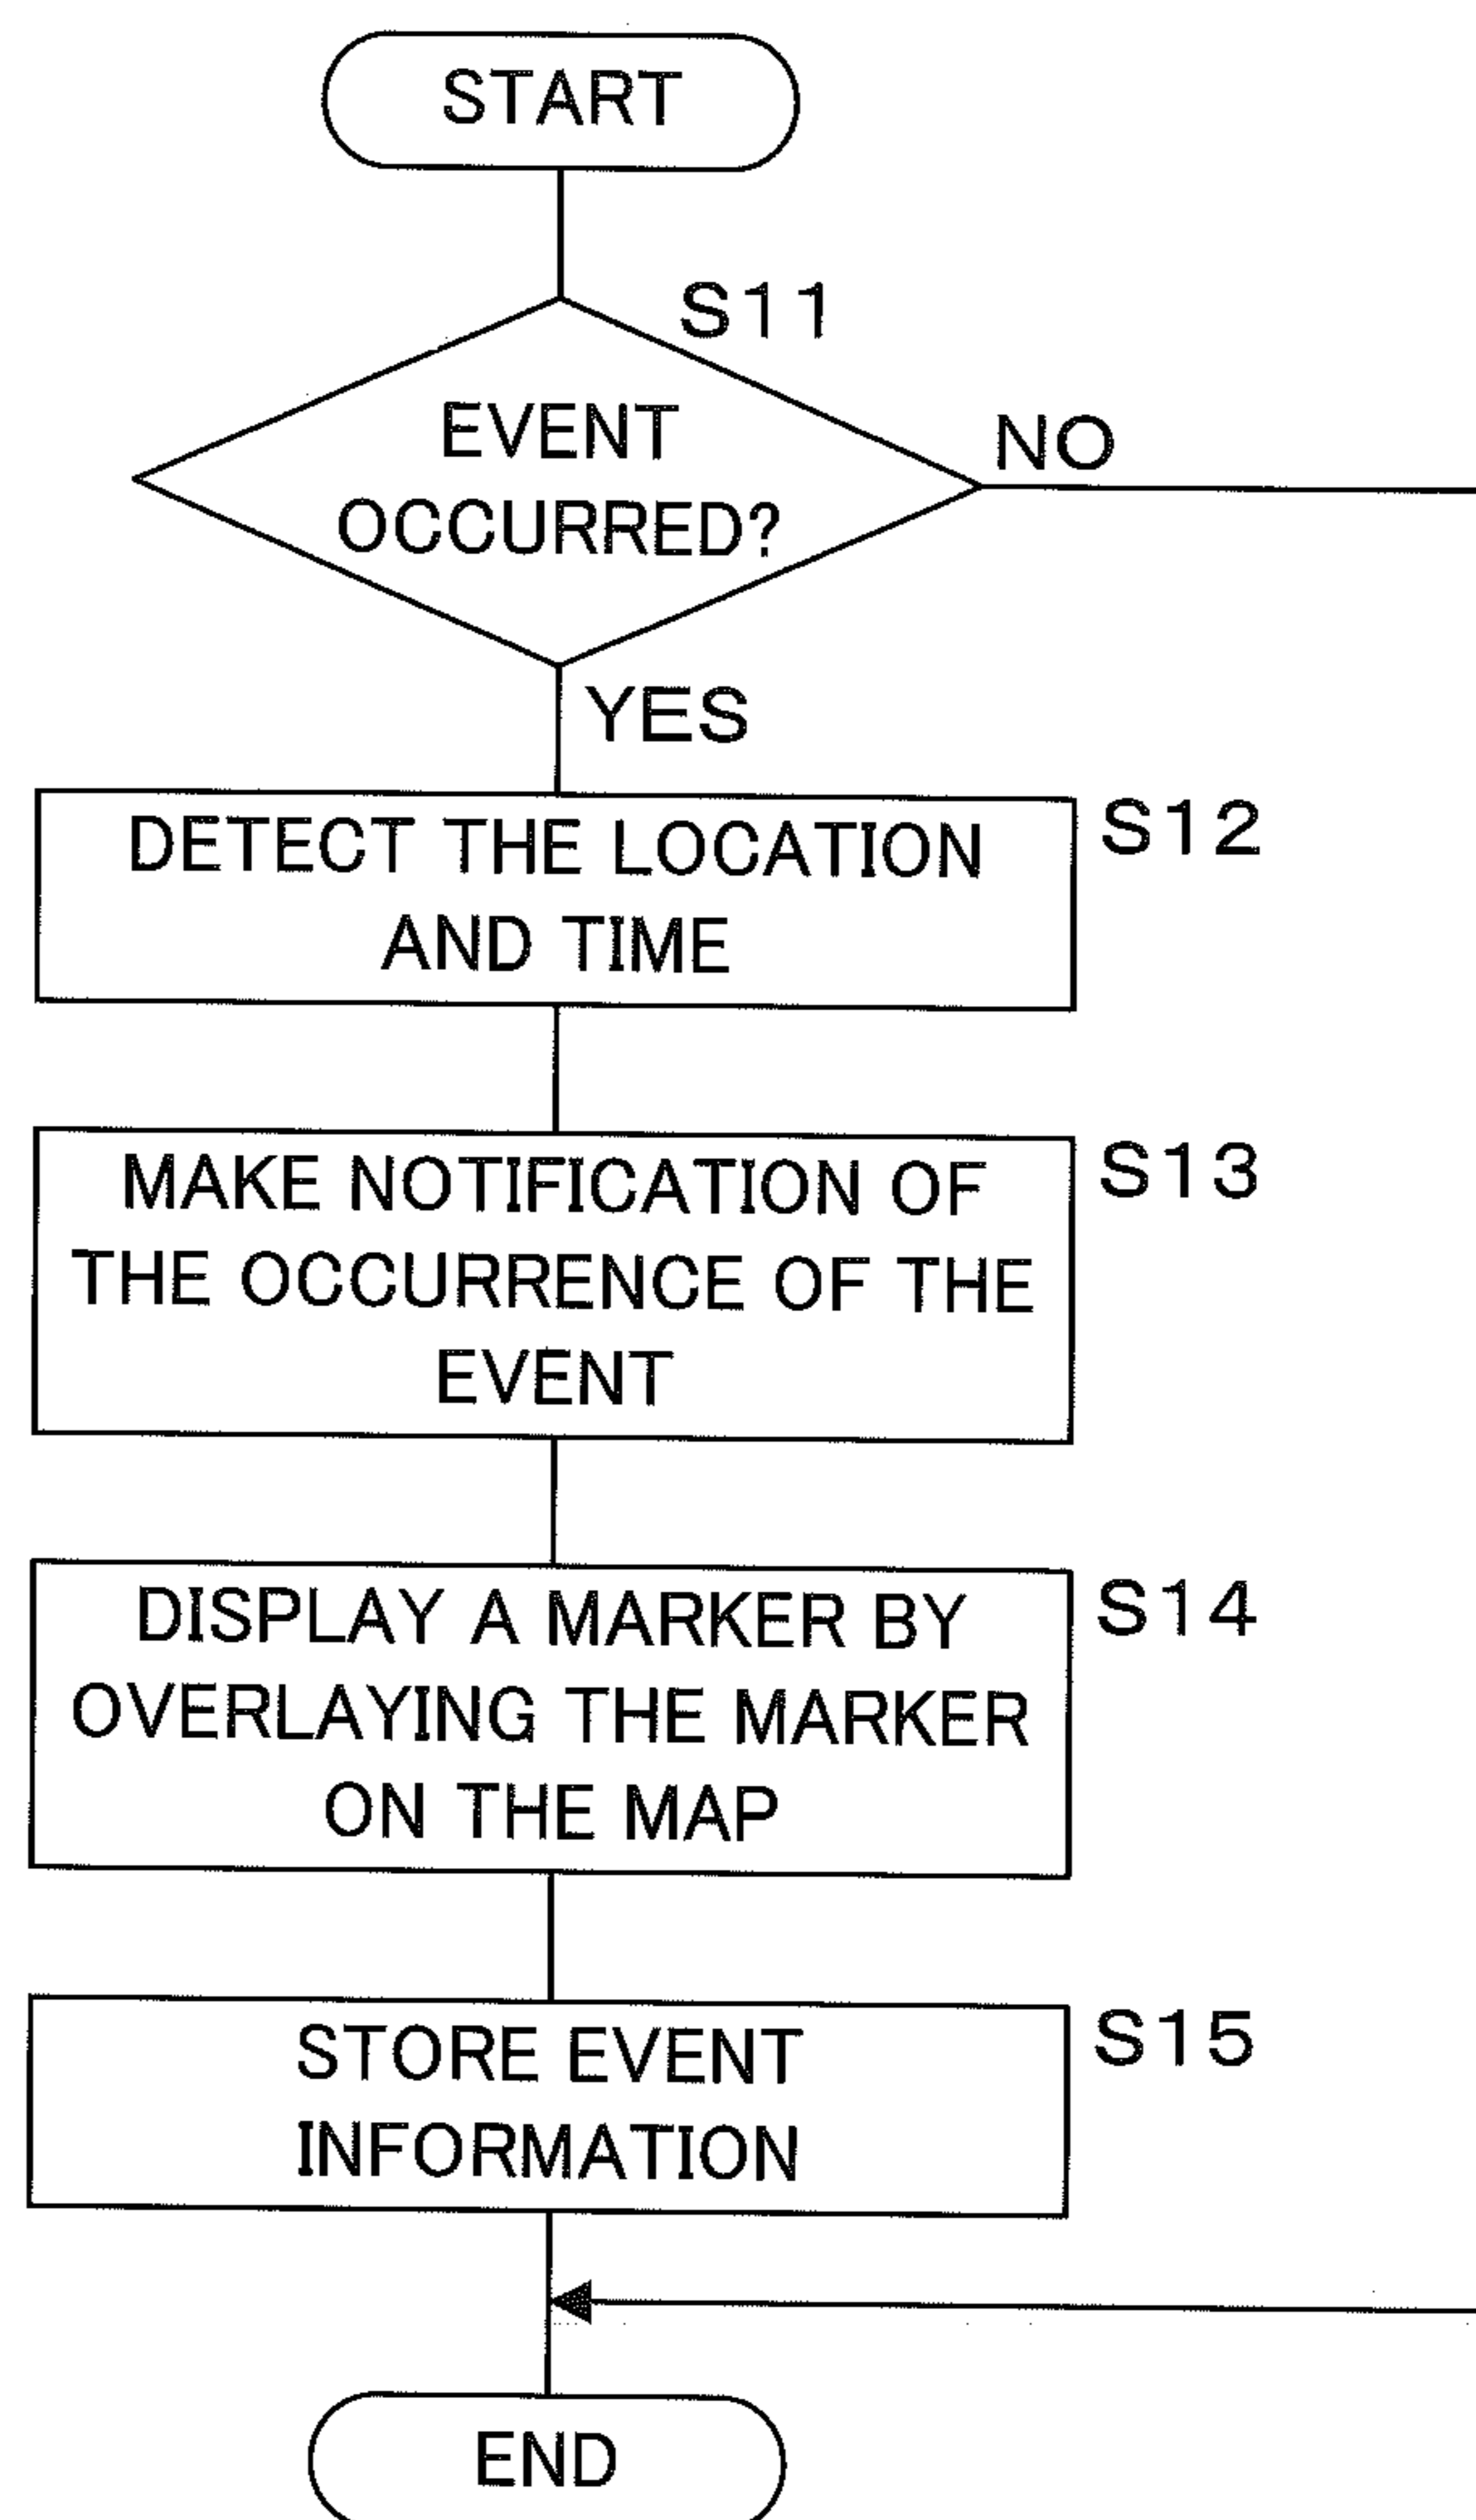 START
S11
EVENT
OCCURRED?
NO
YES
S12
DETECT THE LOCATION
AND TIME
S13
MAKE NOTIFICATION OF
THE OCCURRENCE OF THE
EVENT
S14
DISPLAY A MARKER BY
OVERLAYING THE MARKER
ON THE MAP
S15
STORE EVENT
INFORMATION
END